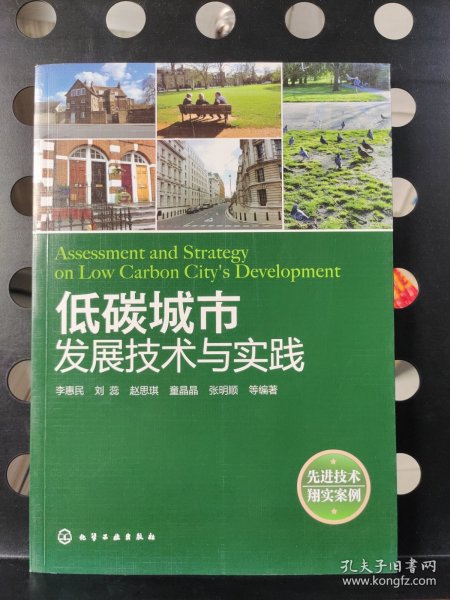 Assessment and Strategy
on Low Carbon City's Development
低碳城市
发展技术与实践
李惠民 刘蕊 赵思琪 童晶晶 张明顺 等编著
先进技术
翔实案例
化学工业出版社
孔夫子旧书网
www.kongfz.com